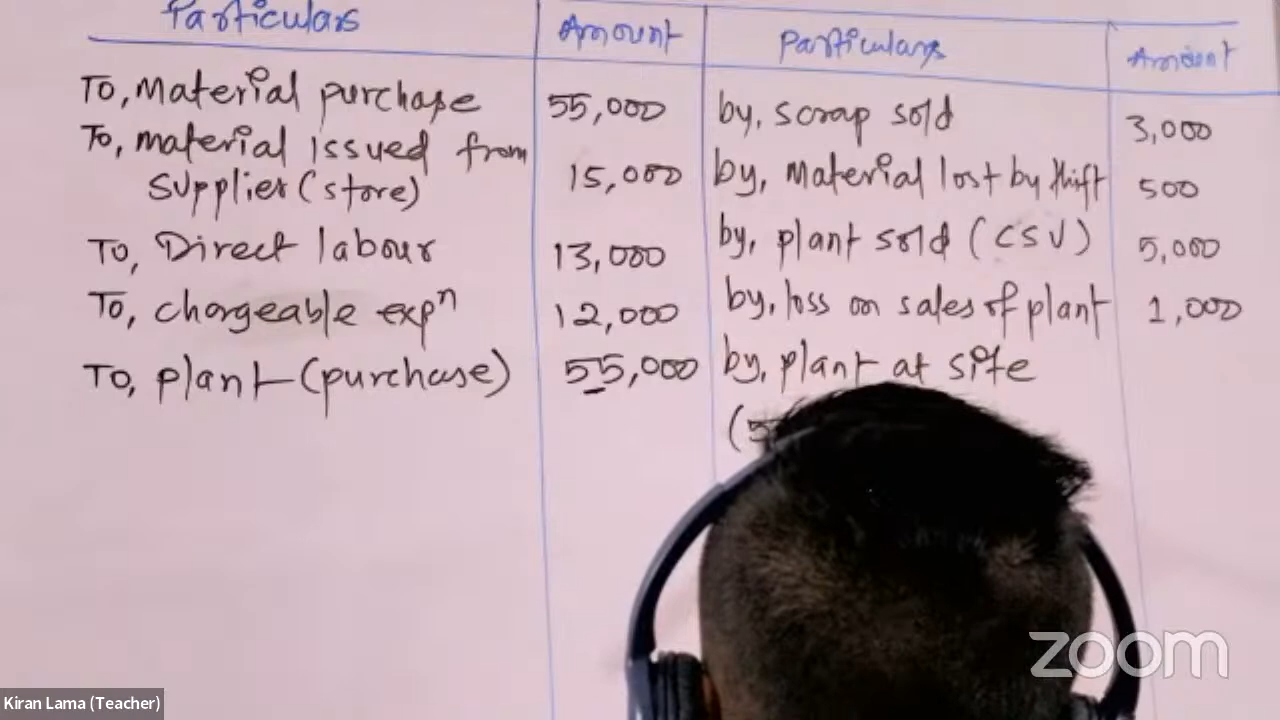 Particulars Amount Particulars Amount
To, Material purchase 55,000 by, scrap sold 3,000
To, material issued from
supplier (store) 15,000 by, Material lost by thift 500
To, Direct labour 13,000 by, plant sold (CSV) 5,000
To, chargeable expⁿ 12,000 by, loss on sales of plant 1,000
To, plant (purchase) 55,000 by, plant at site
zoom
Kiran Lama (Teacher)